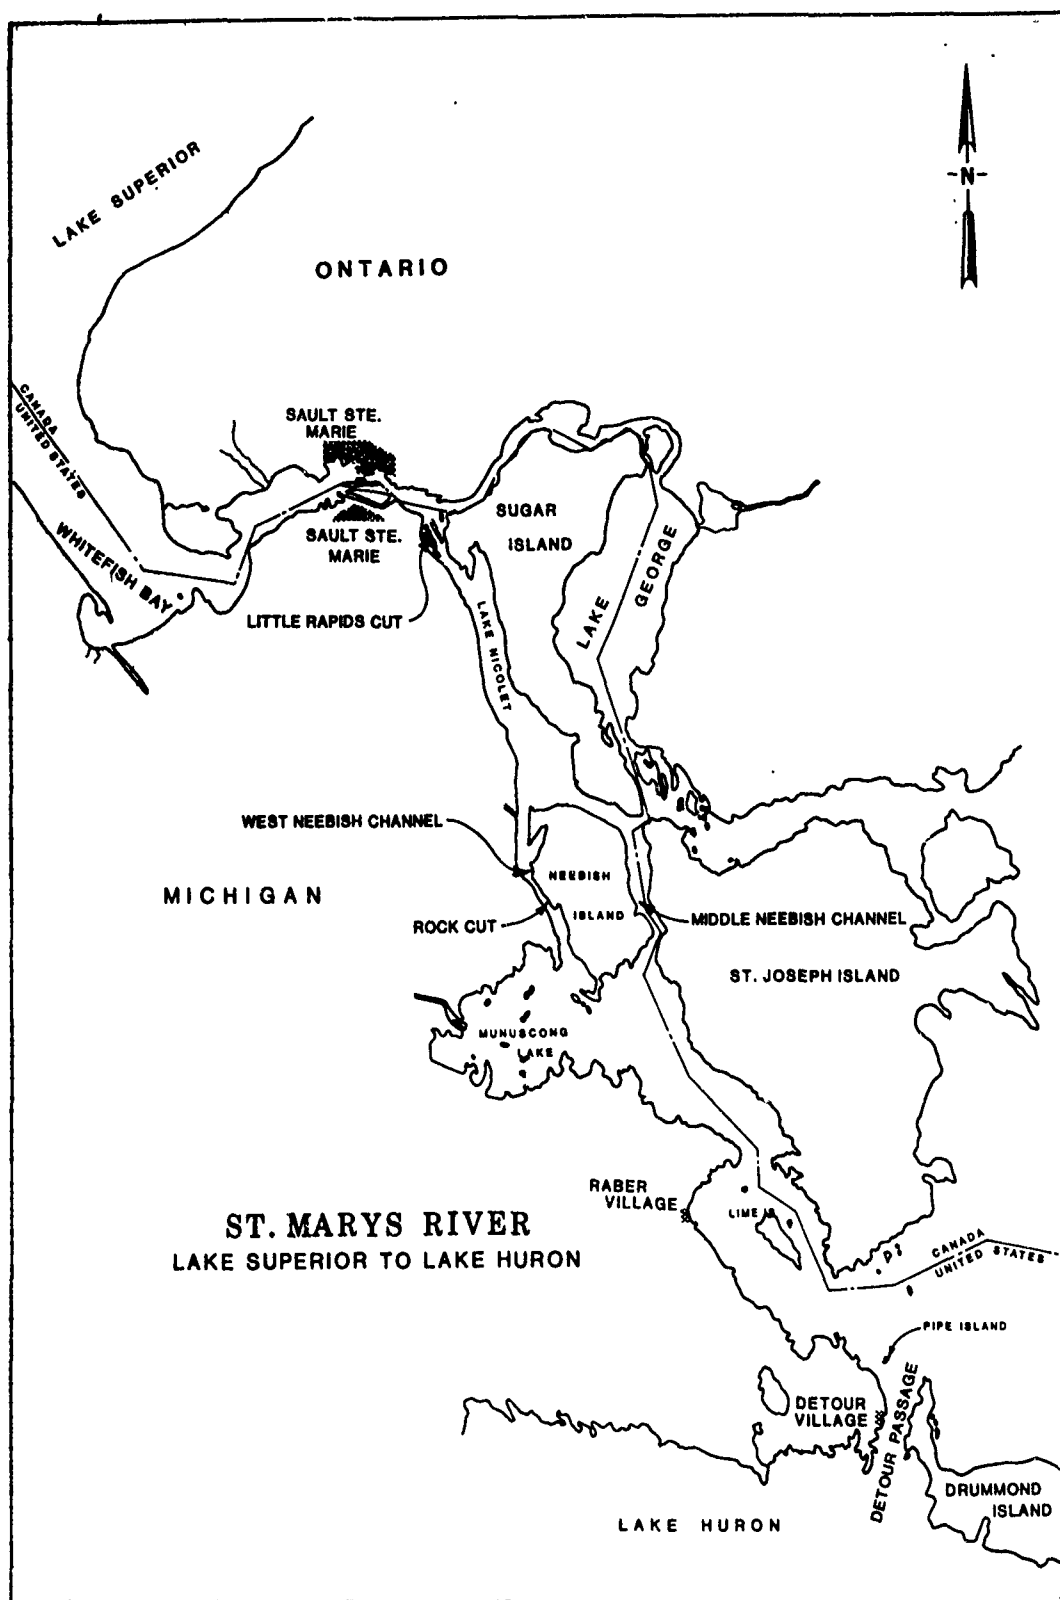 LAKE SUPERIOR
N
ONTARIO
CANADA
UNITED STATES
SAULT STE.
MARIE
SUGAR
ISLAND
SAULT STE.
MARIE
WHITEFISH BAY
LAKE GEORGE
LITTLE RAPIDS CUT
LAKE NICOLET
WEST NEEBISH CHANNEL
NEEBISH
ISLAND
MICHIGAN
ROCK CUT
MIDDLE NEEBISH CHANNEL
ST. JOSEPH ISLAND
MUNUSCONG
LAKE
RABER
VILLAGE
LIME IS
ST. MARYS RIVER
LAKE SUPERIOR TO LAKE HURON
CANADA
UNITED STATES
PIPE ISLAND
DETOUR
VILLAGE
DETOUR PASSAGE
DRUMMOND
ISLAND
LAKE HURON